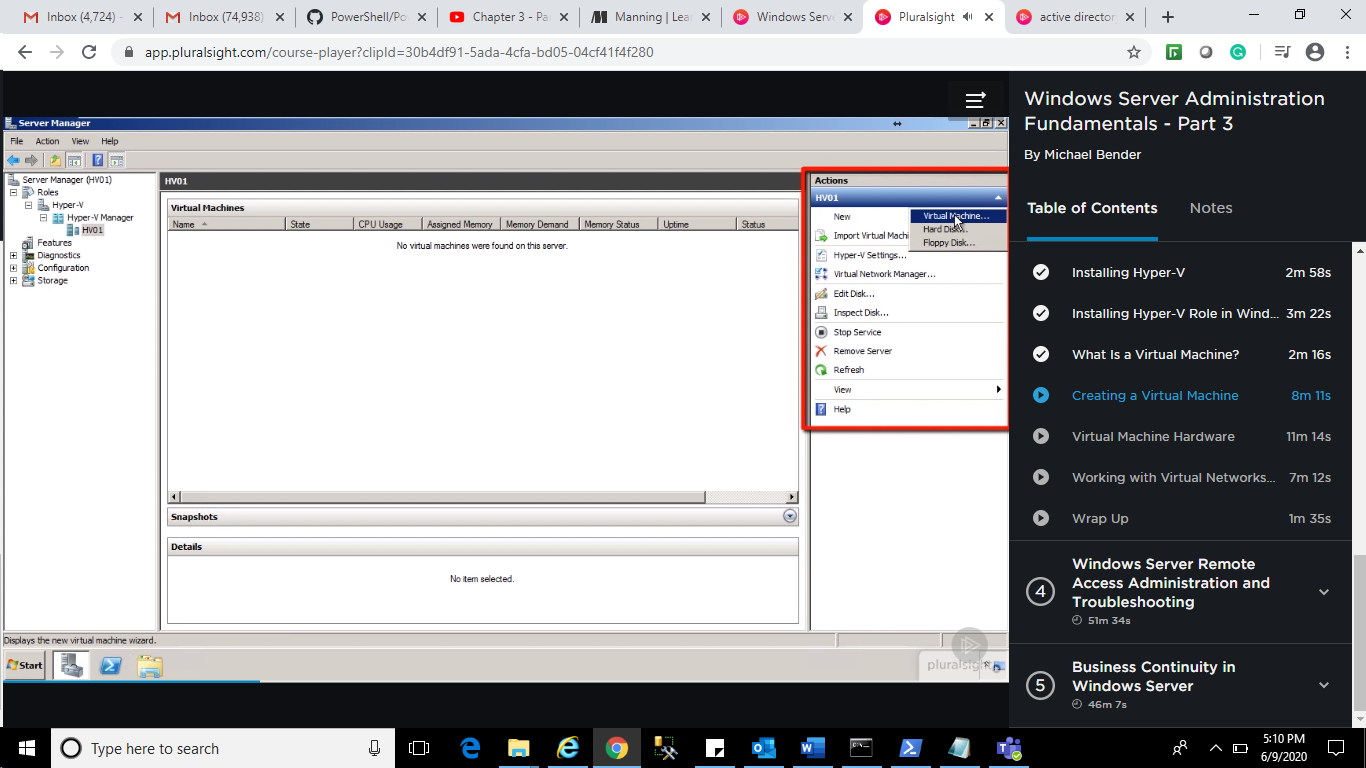 Inbox (4,724) -
Inbox (74,938)
PowerShell/Po
Chapter 3 - Pa
Manning | Lea
Windows Serve
Pluralsight
active director
app.pluralsight.com/course-player?clipId=30b4df91-5ada-4cfa-bd05-04cf41f4f280
Server Manager
File Action View Help
Server Manager (HV01)
Roles
Hyper-V
Hyper-V Manager
HV01
Features
Diagnostics
Configuration
Storage
HV01
Virtual Machines
Name State CPU Usage Assigned Memory Memory Demand Memory Status Uptime Status
No virtual machines were found on this server.
Snapshots
Details
No item selected.
Actions
HV01
New
Virtual Machine...
Hard Disk...
Floppy Disk...
Import Virtual Machi
Hyper-V Settings...
Virtual Network Manager...
Edit Disk...
Inspect Disk...
Stop Service
Remove Server
Refresh
View
Help
Displays the new virtual machine wizard.
Start
pluralsight
Windows Server Administration
Fundamentals - Part 3
By Michael Bender
Table of Contents Notes
Installing Hyper-V 2m 58s
Installing Hyper-V Role in Wind... 3m 22s
What Is a Virtual Machine? 2m 16s
Creating a Virtual Machine 8m 11s
Virtual Machine Hardware 11m 14s
Working with Virtual Networks... 7m 12s
Wrap Up 1m 35s
4
Windows Server Remote
Access Administration and
Troubleshooting
51m 34s
5
Business Continuity in
Windows Server
46m 7s
Type here to search
5:10 PM
6/9/2020